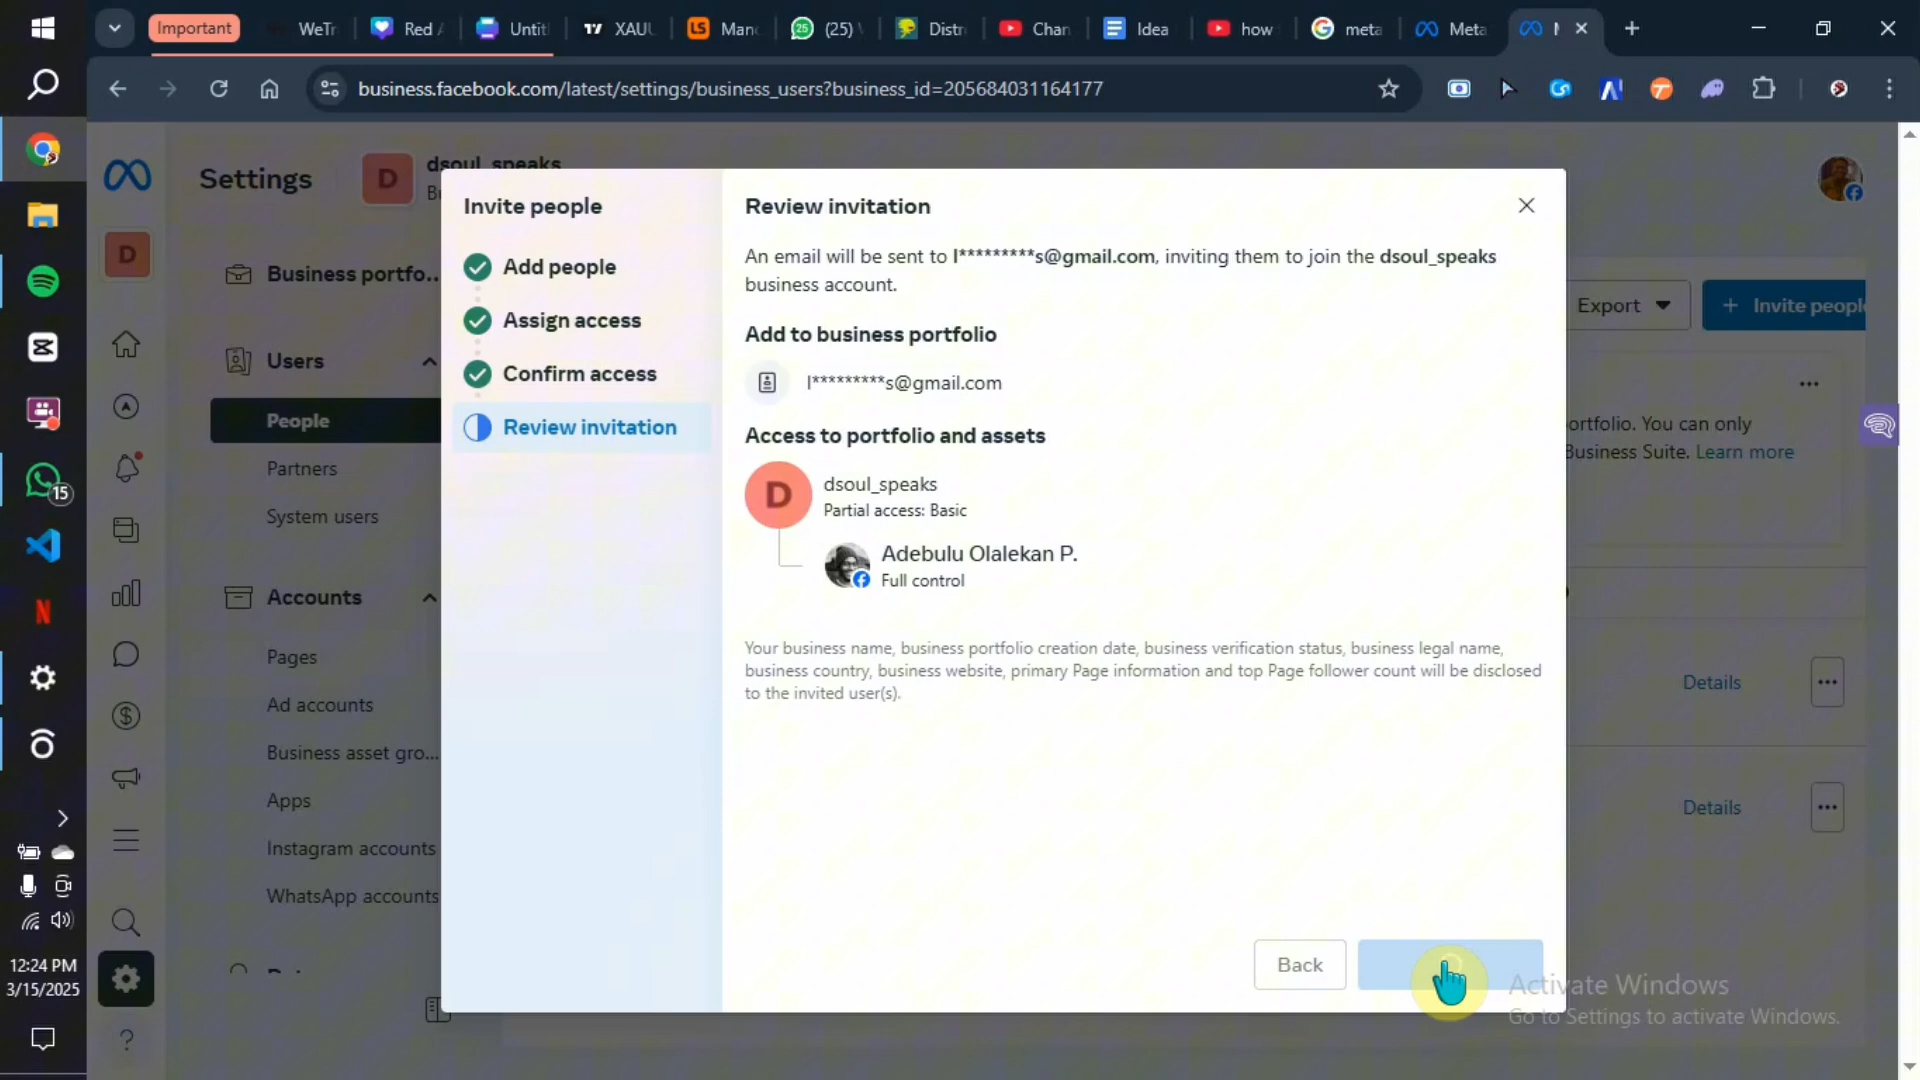 Important
WeTr
Red A
Untit
XAUU
Manc
(25) W
Distr
Chan
Idea
how
meta
Meta
business.facebook.com/latest/settings/business_users?business_id=205684031164177
Settings
D
dsoul_speaks
D
Business portfo...
Users
People
Partners
System users
Accounts
Pages
Ad accounts
Business asset gro...
Apps
Instagram accounts
WhatsApp accounts
Invite people
Add people
Assign access
Confirm access
Review invitation
Review invitation
An email will be sent to l*********s@gmail.com, inviting them to join the dsoul_speaks
business account.
Add to business portfolio
l*********s@gmail.com
Access to portfolio and assets
D
dsoul_speaks
Partial access: Basic
Adebulu Olalekan P.
Full control
Your business name, business portfolio creation date, business verification status, business legal name,
business country, business website, primary Page information and top Page follower count will be disclosed
to the invited user(s).
Back
Export
+ Invite peopl
ortfolio. You can only
Business Suite. Learn more
Details
Details
15
12:24 PM
3/15/2025
Activate Windows
Go to Settings to activate Windows.